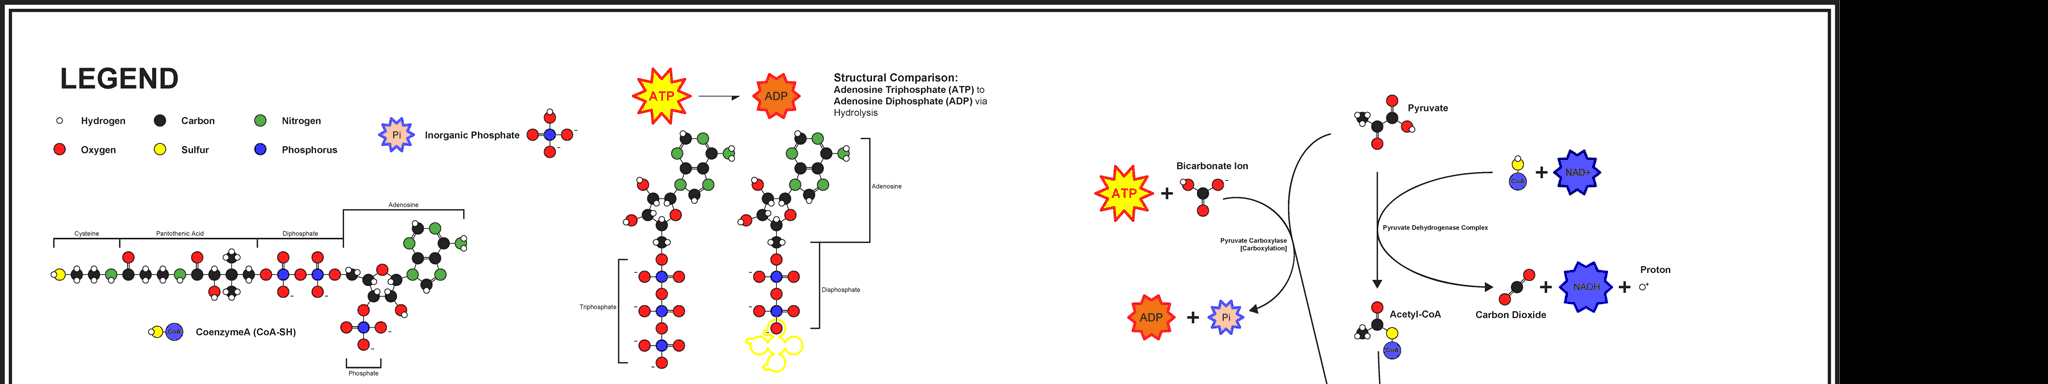 LEGEND
Hydrogen
Carbon
Nitrogen
Oxygen
Sulfur
Phosphorus
Pi
Inorganic Phosphate
-
-
Adenosine
Cysteine
Pantothenic Acid
Diphosphate
-
-
-
-
Phosphate
CoA
CoenzymeA (CoA-SH)
ATP
ADP
Structural Comparison:
Adenosine Triphosphate (ATP) to
Adenosine Diphosphate (ADP) via
Hydrolysis
Adenosine
Triphosphate
Disphosphate
-
-
-
-
-
-
-
ATP
+
Bicarbonate Ion
-
Pyruvate Carboxylase
[Carboxylation]
ADP
+
Pi
Pyruvate
CoA
+
NAD+
Pyruvate Dehydrogenase Complex
Carbon Dioxide
+
NADH
+
Proton
+
Acetyl-CoA
CoA